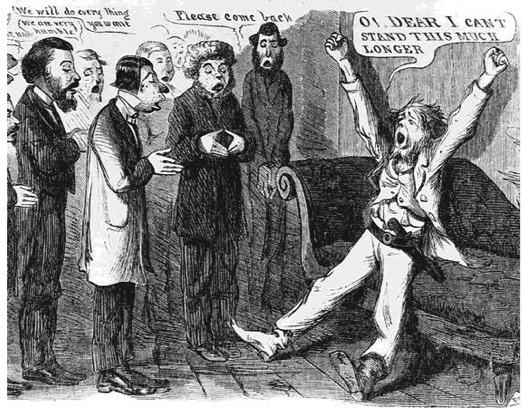 We will do every thing
you want
(we are very
humble)
Please come back
O! DEAR I CAN'T
STAND THIS MUCH
LONGER